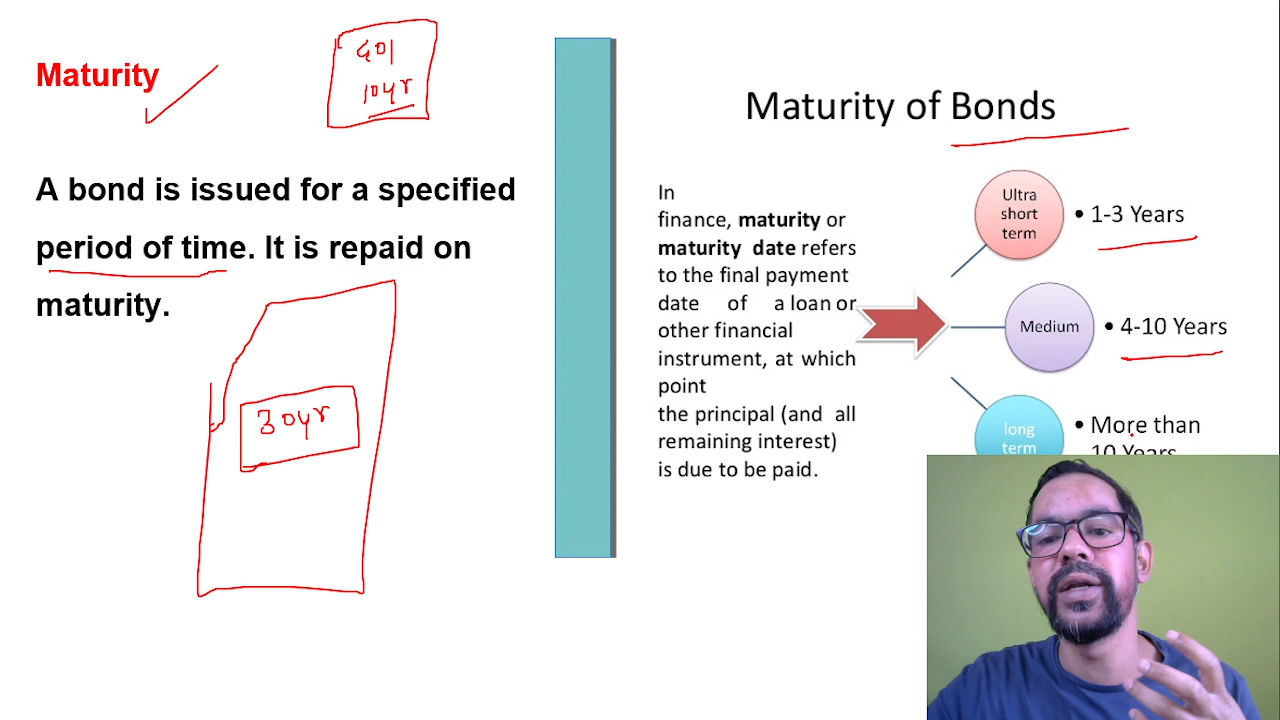 Maturity
GOI
10yr
A bond is issued for a specified
period of time. It is repaid on
maturity.
30yr
Maturity of Bonds
In
finance, maturity or
maturity date refers
to the final payment
date of a loan or
other financial
instrument, at which
point
the principal (and all
remaining interest)
is due to be paid.
Ultra
short
term
• 1-3 Years
Medium
• 4-10 Years
long
term
• More than
10 Years